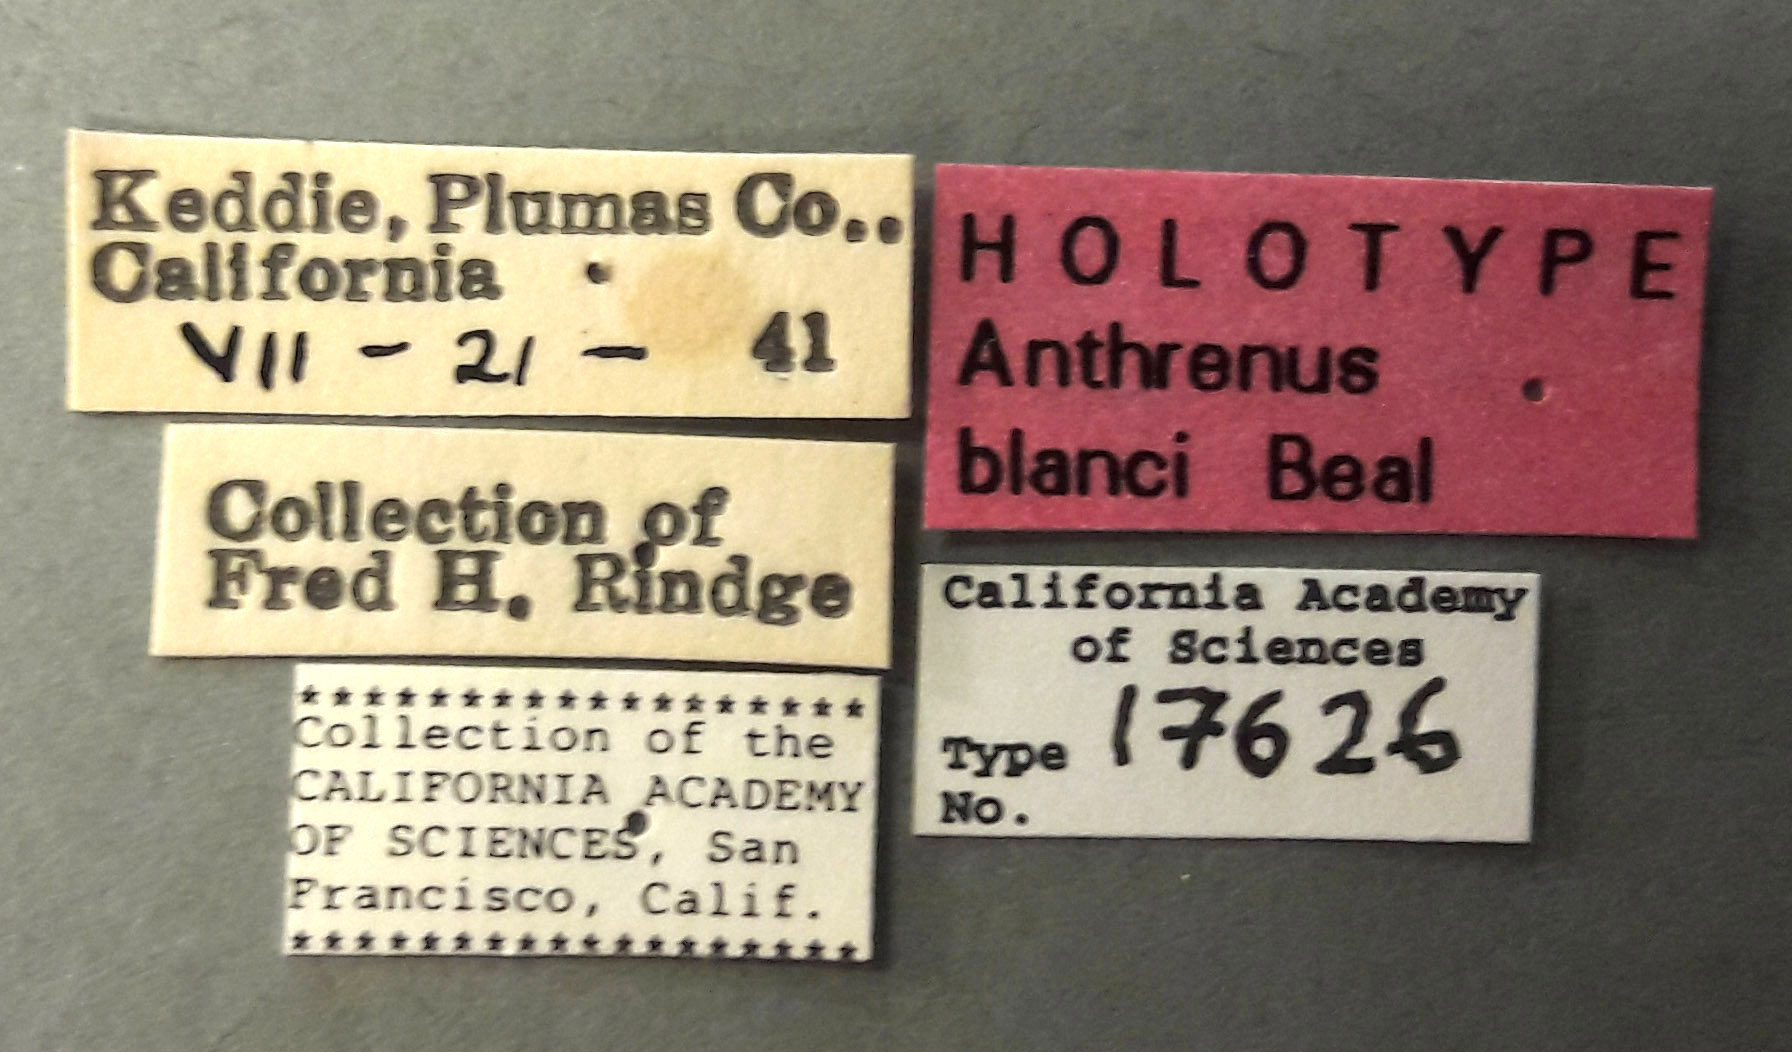 Keddie, Plumas Co..
California
VII - 21 - 41
Collection of
Fred H. Rindge
******************
Collection of the
CALIFORNIA ACADEMY
OF SCIENCES, San
Francisco, Calif.
******************
HOLOTYPE
Anthrenus
blanci Beal
California Academy
of Sciences
Type 17626
No.